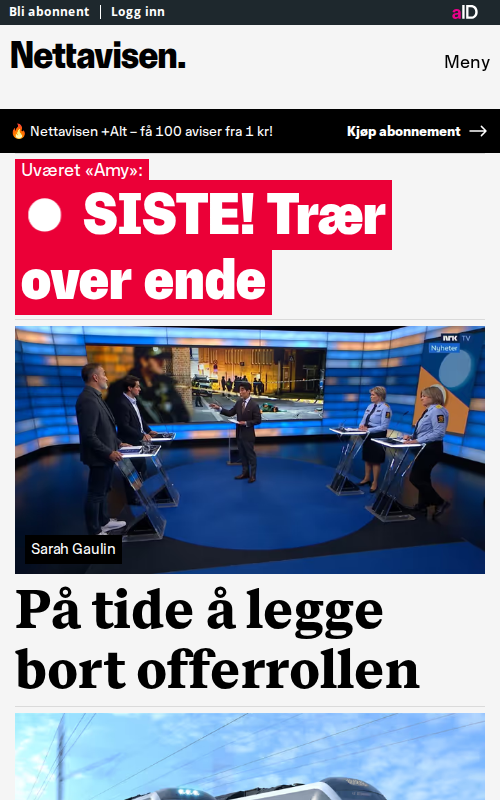 Bli abonnent
Logg inn
aID
Nettavisen.
Meny
🔥 Nettavisen +Alt – få 100 aviser fra 1 kr!
Kjøp abonnement →
Uværet «Amy»:
SISTE! Trær
over ende
NRK TV
Nyheter
Sarah Gaulin
På tide å legge
bort offerrollen